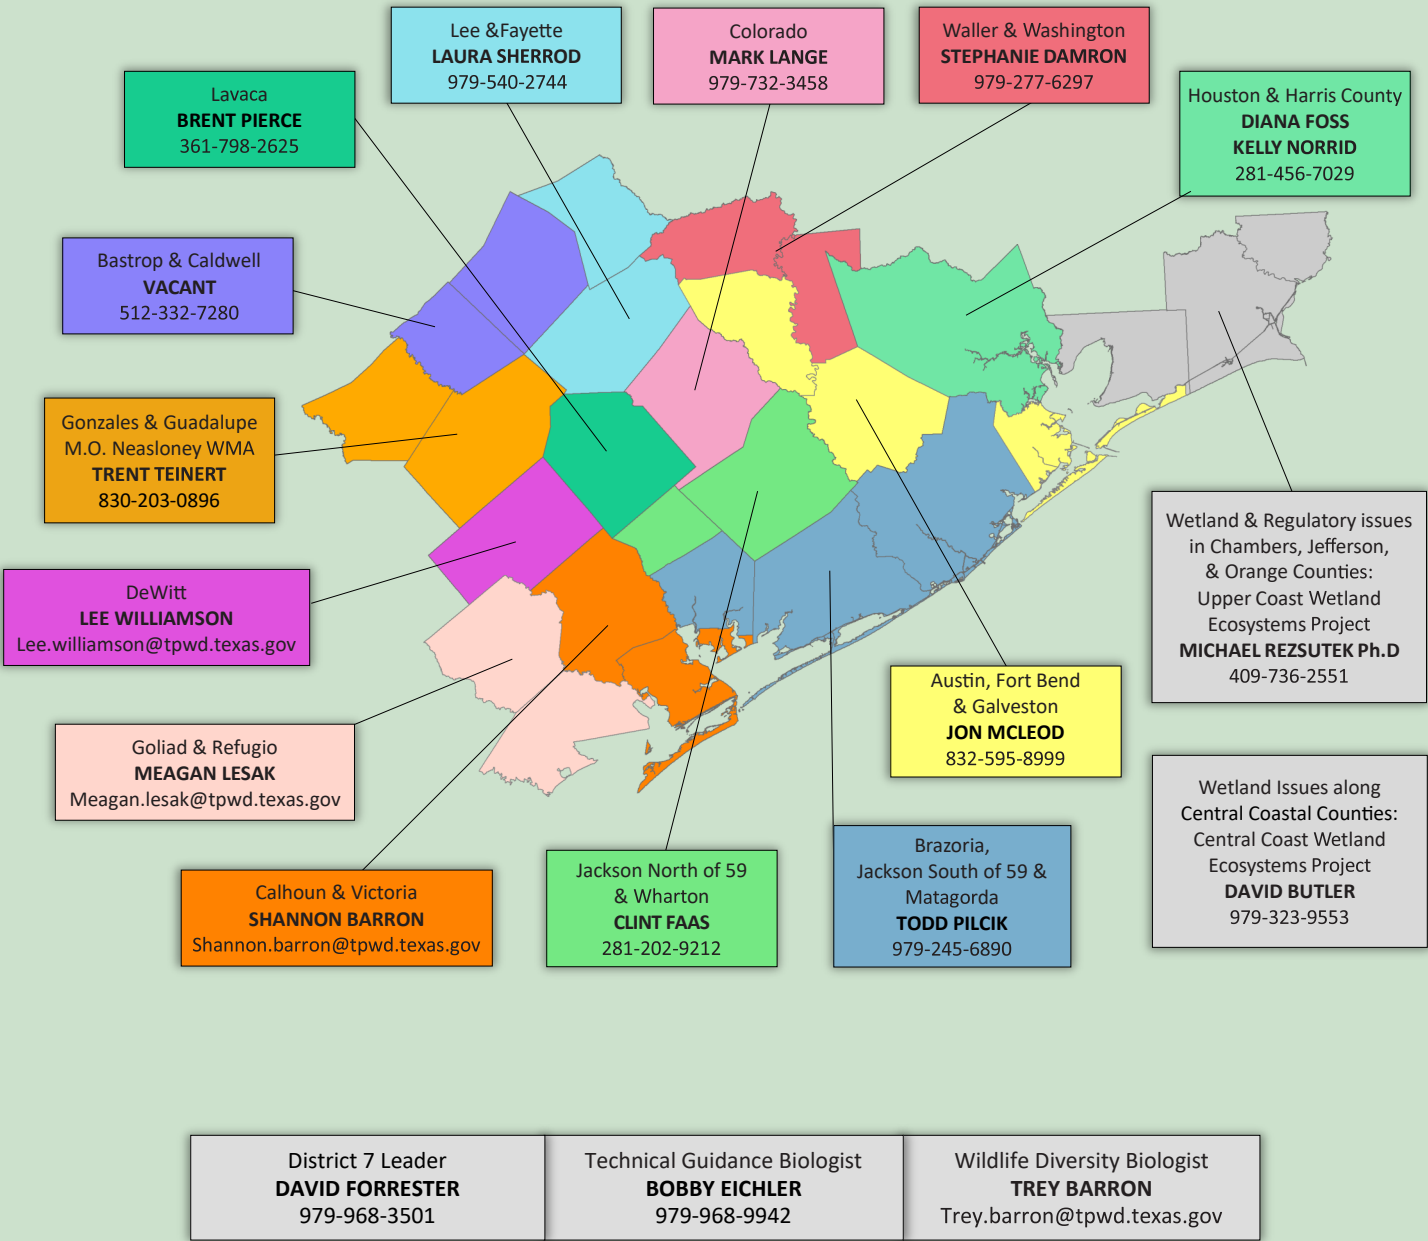 Lee &Fayette
LAURA SHERROD
979-540-2744
Colorado
MARK LANGE
979-732-3458
Waller & Washington
STEPHANIE DAMRON
979-277-6297
Lavaca
BRENT PIERCE
361-798-2625
Houston & Harris County
DIANA FOSS
KELLY NORRID
281-456-7029
Bastrop & Caldwell
VACANT
512-332-7280
Gonzales & Guadalupe
M.O. Neasloney WMA
TRENT TEINERT
830-203-0896
Wetland & Regulatory issues
in Chambers, Jefferson,
& Orange Counties:
Upper Coast Wetland
Ecosystems Project
MICHAEL REZSUTEK Ph.D
409-736-2551
DeWitt
LEE WILLIAMSON
Lee.williamson@tpwd.texas.gov
Austin, Fort Bend
& Galveston
JON MCLEOD
832-595-8999
Goliad & Refugio
MEAGAN LESAK
Meagan.lesak@tpwd.texas.gov
Wetland Issues along
Central Coastal Counties:
Central Coast Wetland
Ecosystems Project
DAVID BUTLER
979-323-9553
Calhoun & Victoria
SHANNON BARRON
Shannon.barron@tpwd.texas.gov
Jackson North of 59
& Wharton
CLINT FAAS
281-202-9212
Brazoria,
Jackson South of 59 &
Matagorda
TODD PILCIK
979-245-6890
District 7 Leader
DAVID FORRESTER
979-968-3501
Technical Guidance Biologist
BOBBY EICHLER
979-968-9942
Wildlife Diversity Biologist
TREY BARRON
Trey.barron@tpwd.texas.gov